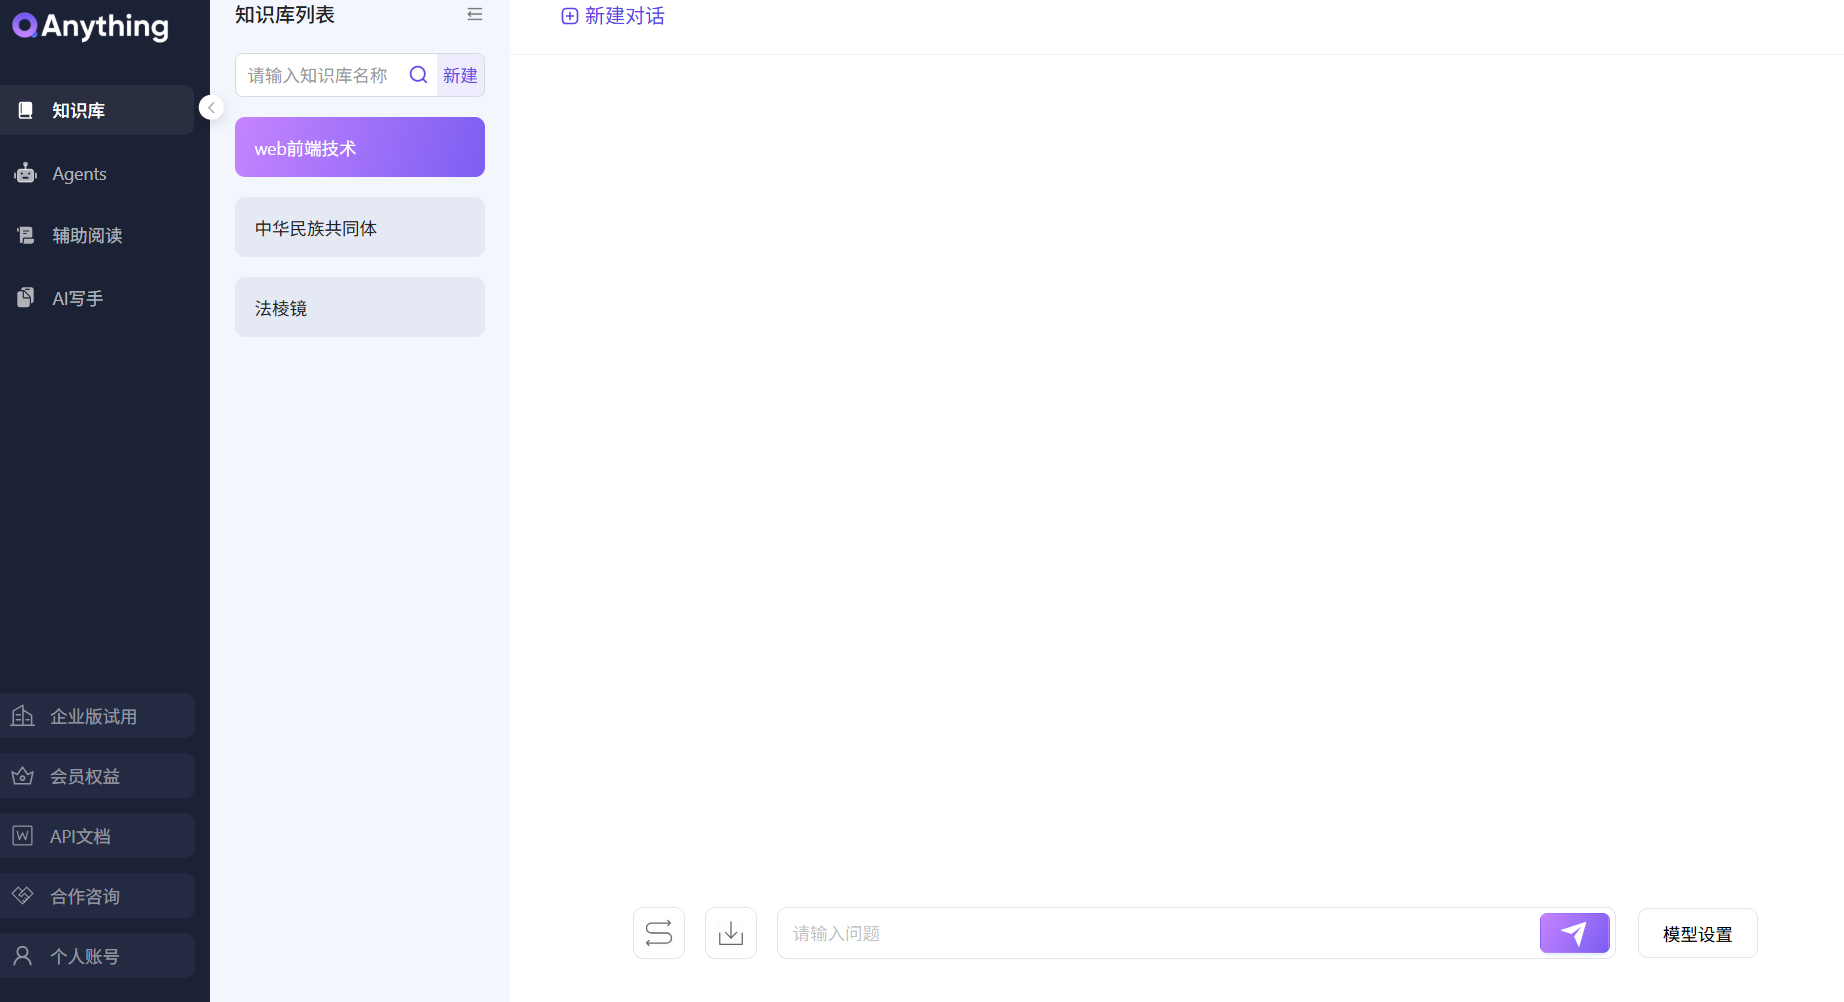 QAnything
知识库
Agents
辅助阅读
AI写手
企业版试用
会员权益
API文档
合作咨询
个人账号
知识库列表
请输入知识库名称
新建
web前端技术
中华民族共同体
法棱镜
新建对话
请输入问题
模型设置